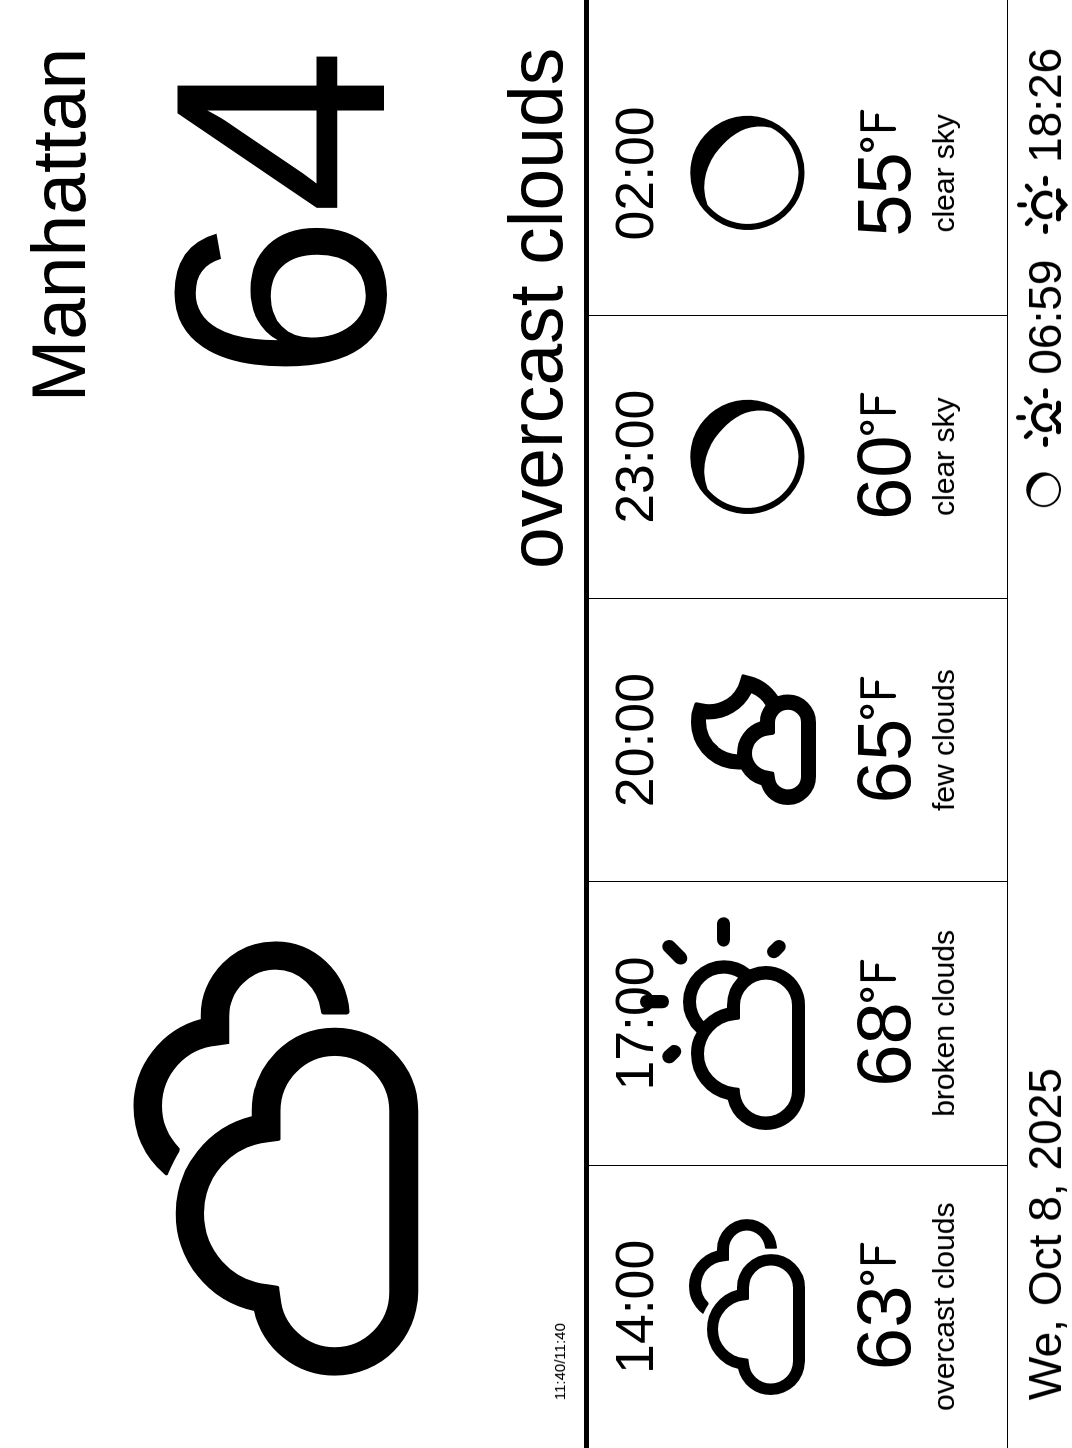 Manhattan
64
overcast clouds
11:40/11:40
14:00
63°F
overcast clouds
17:00
68°F
broken clouds
20:00
65°F
few clouds
23:00
60°F
clear sky
02:00
55°F
clear sky
We, Oct 8, 2025
06:59
18:26